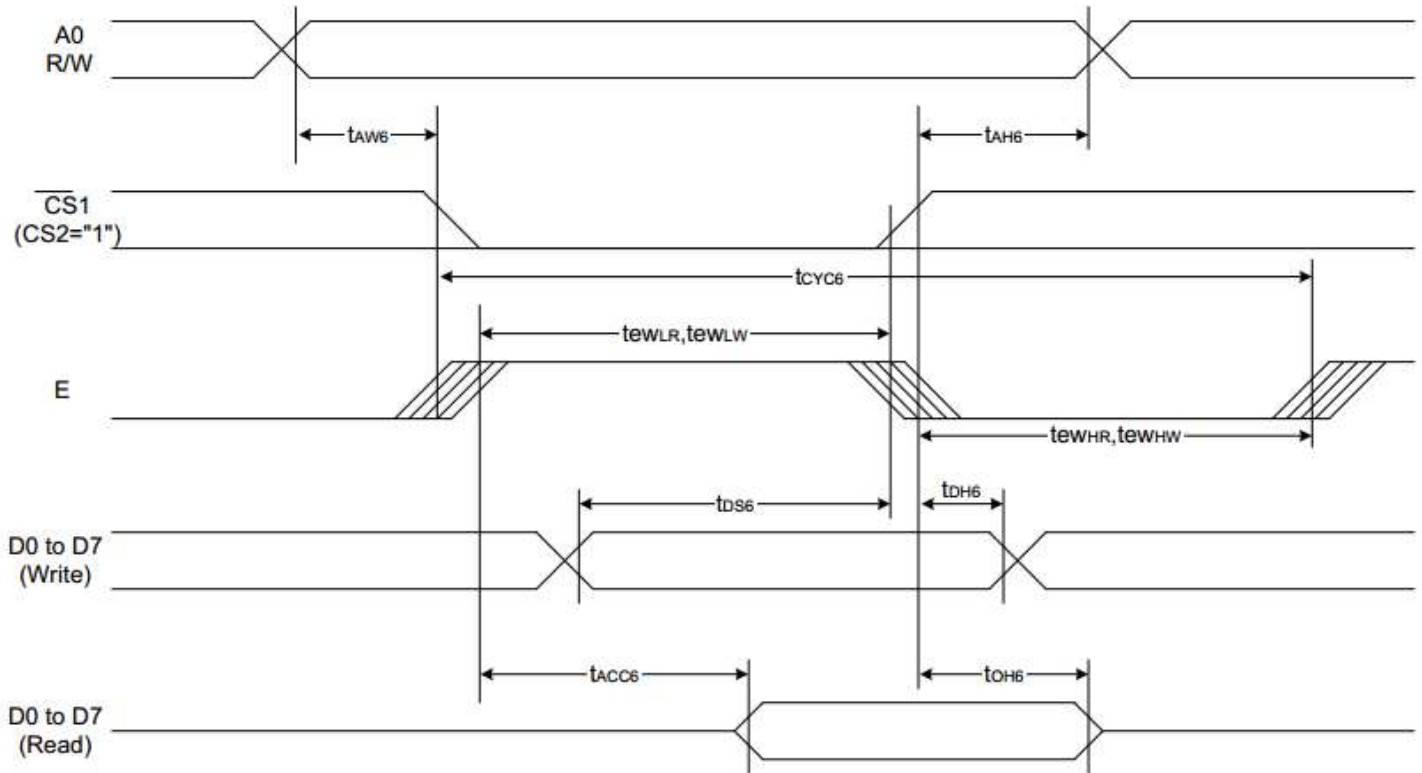 A0
R/W
tAW6
tAH6
CS1
(CS2="1")
tCYC6
tewLR,tewLW
E
tewHR,tewHW
tDS6
tDH6
D0 to D7
(Write)
tACC6
tOH6
D0 to D7
(Read)